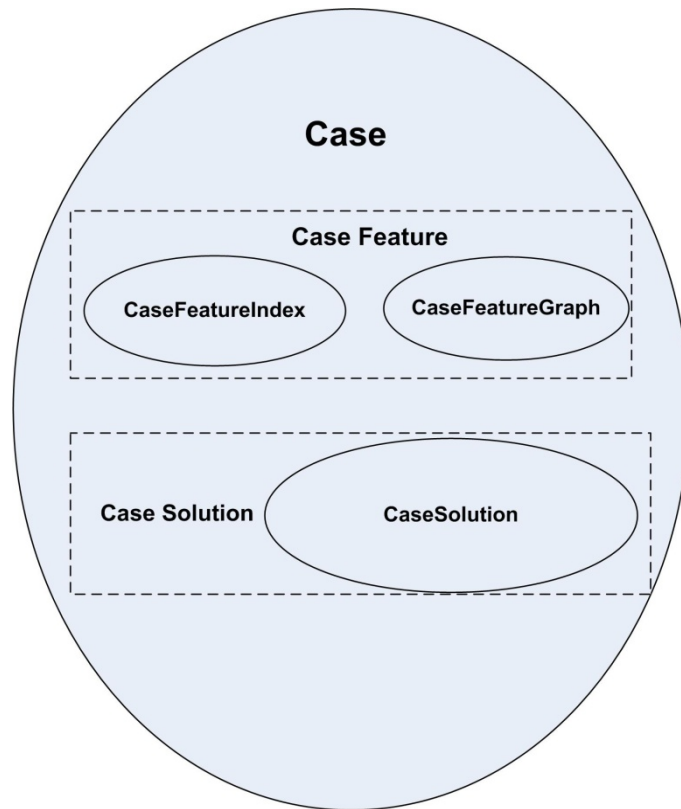 Case
Case Feature
CaseFeatureIndex
CaseFeatureGraph
Case Solution
CaseSolution